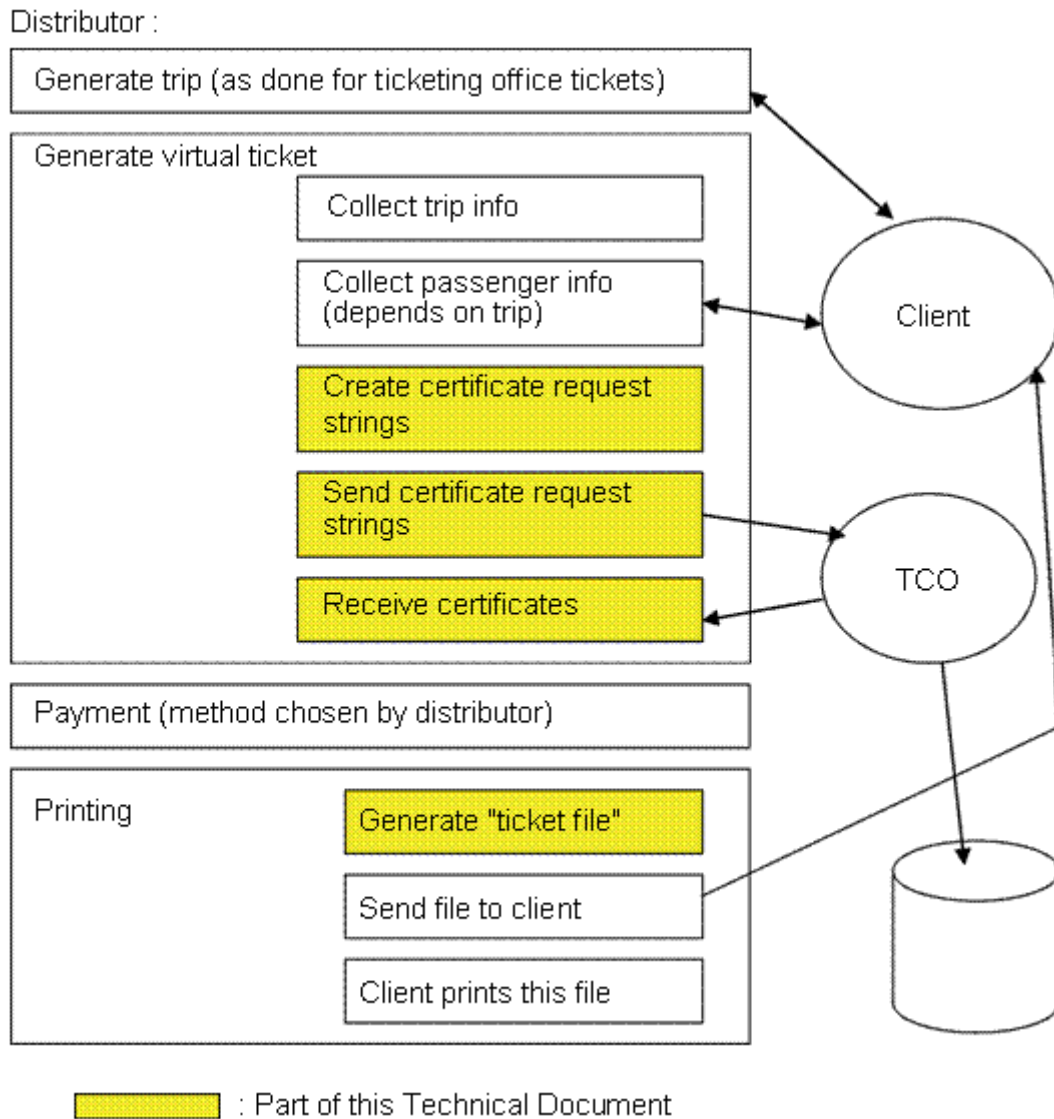 Distributor :
Generate trip (as done for ticketing office tickets)
Generate virtual ticket
Collect trip info
Collect passenger info
(depends on trip)
Client
Create certificate request
strings
Send certificate request
strings
TCO
Receive certificates
Payment (method chosen by distributor)
Printing
Generate "ticket file"
Send file to client
Client prints this file
: Part of this Technical Document